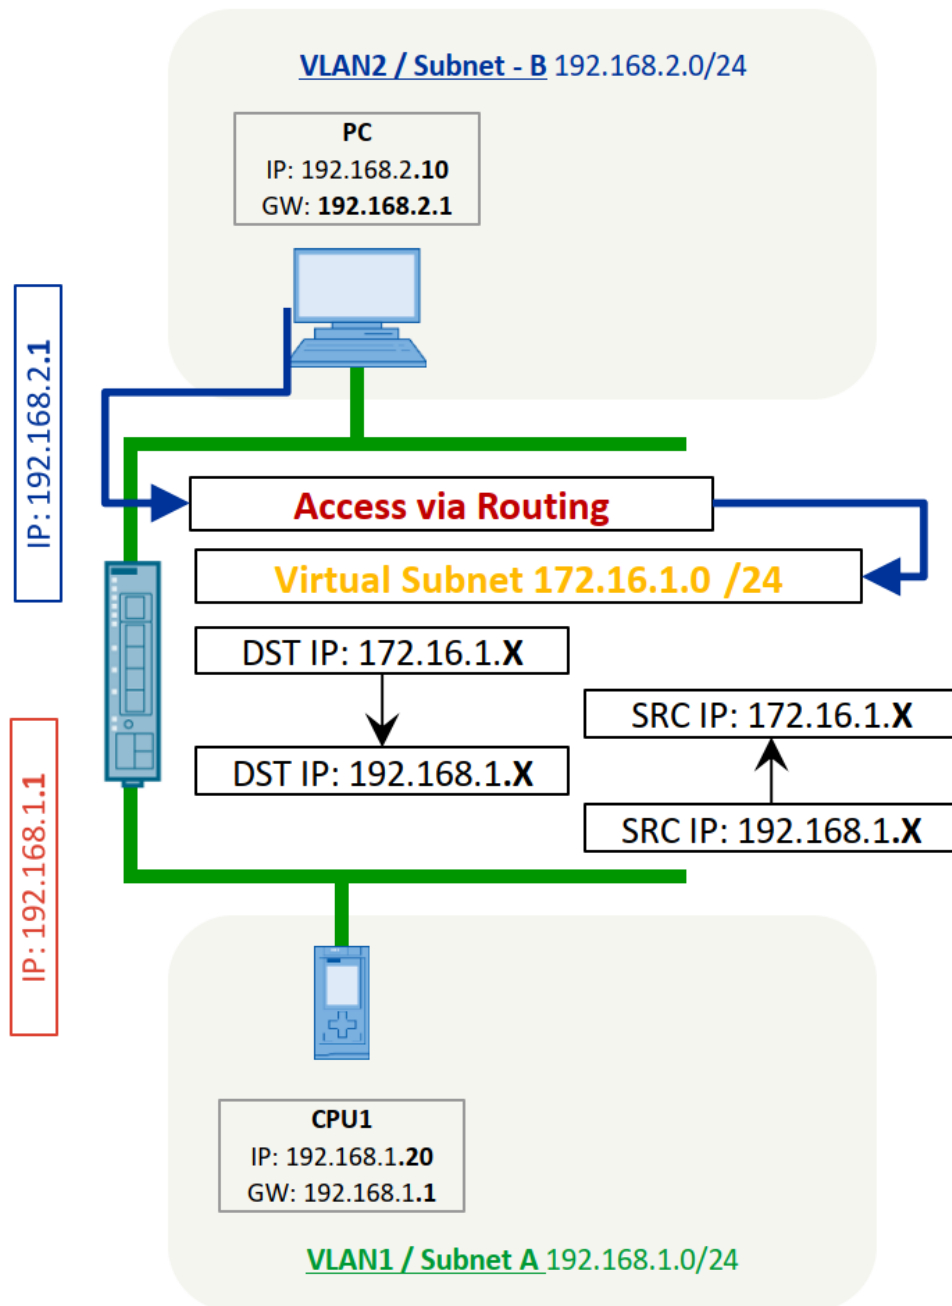 VLAN2 / Subnet - B 192.168.2.0/24
PC
IP: 192.168.2.10
GW: 192.168.2.1
IP: 192.168.2.1
Access via Routing
Virtual Subnet 172.16.1.0 /24
DST IP: 172.16.1.X
SRC IP: 172.16.1.X
DST IP: 192.168.1.X
SRC IP: 192.168.1.X
IP: 192.168.1.1
CPU1
IP: 192.168.1.20
GW: 192.168.1.1
VLAN1 / Subnet A 192.168.1.0/24